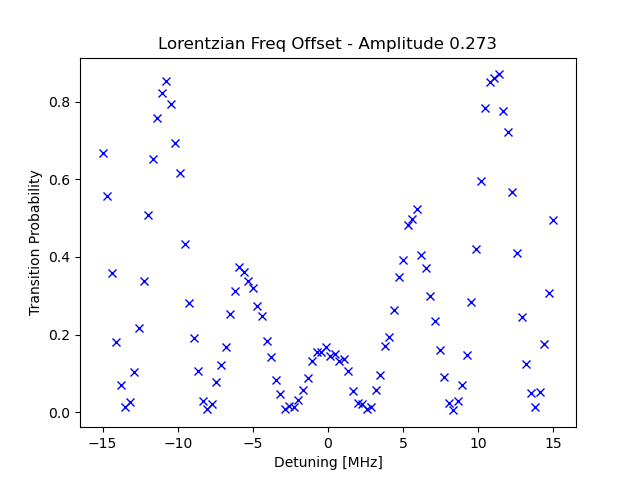 Lorentzian Freq Offset - Amplitude 0.273
Transition Probability
0.8
0.6
0.4
0.2
0.0
−15 −10 −5 0 5 10 15
Detuning [MHz]